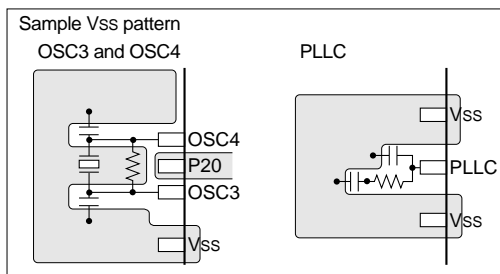 Sample Vss pattern
OSC3 and OSC4
PLLC
OSC4
P20
OSC3
Vss
Vss
PLLC
Vss